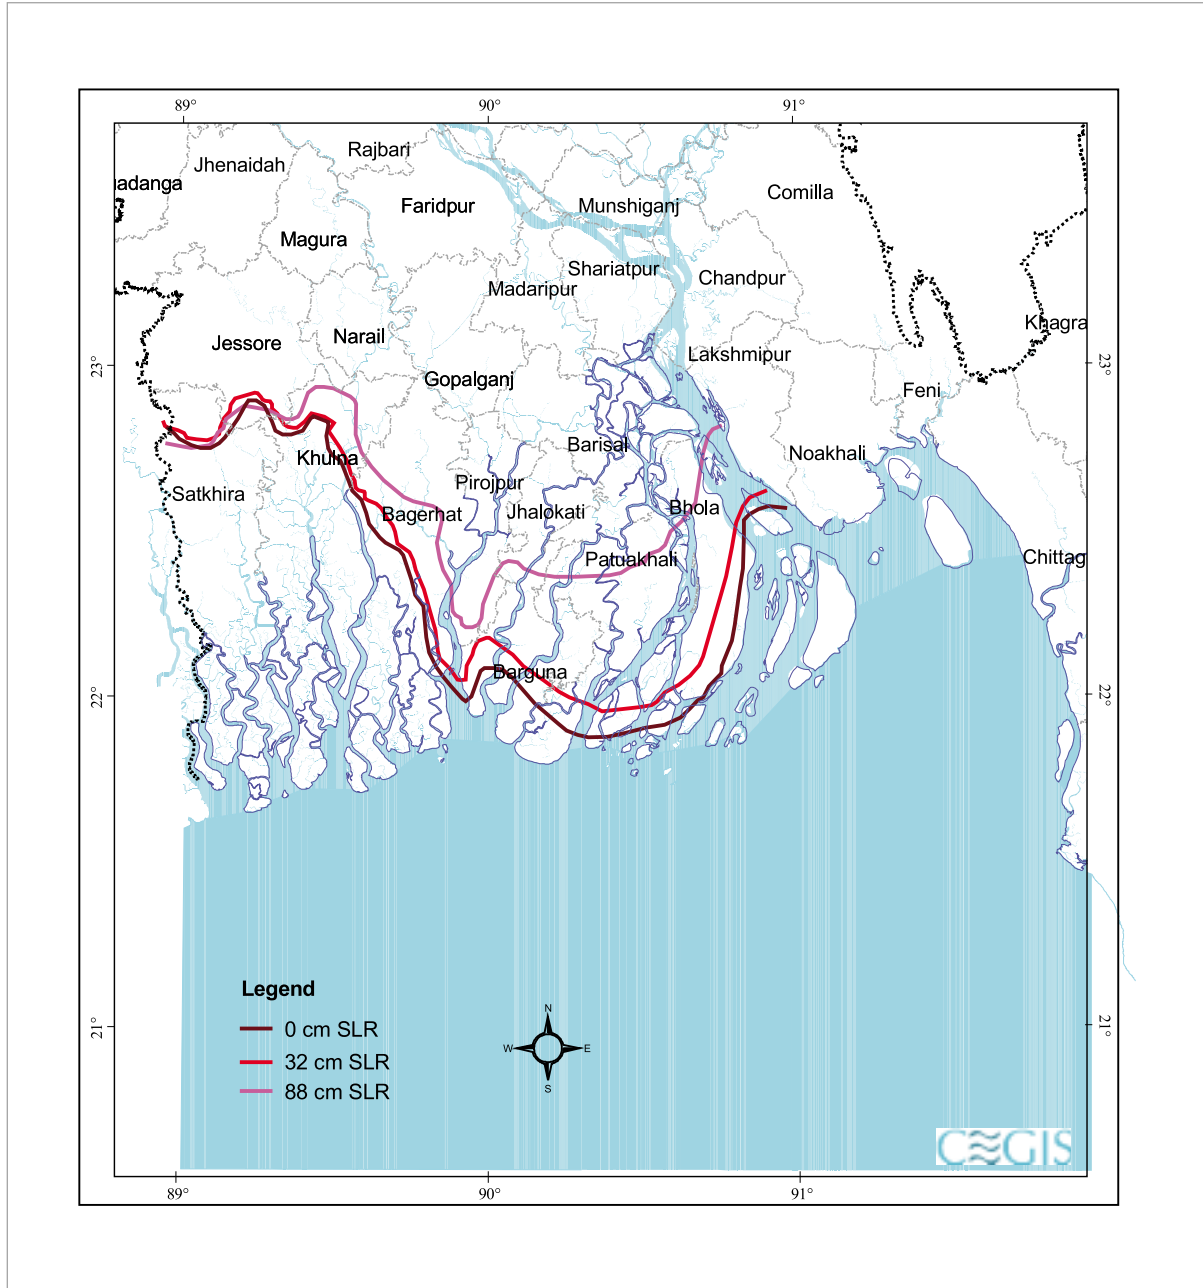 89° 90° 91°
Rajbari
Jhenaidah
uadanga
Comilla
Faridpur
Munshiganj
Magura
Shariatpur
Chandpur
Madaripur
Khagra
Narail
Jessore
Lakshmipur
23° 23°
Gopalganj
Feni
Barisal
Noakhali
Khulna
Pirojpur
Satkhira
Bhola
Bagerhat
Jhalokati
Patuakhali
Chittag
Barguna
22° 22°
Legend
0 cm SLR
32 cm SLR
88 cm SLR
N
W E
S
21° 21°
CEGIS
89° 90° 91°